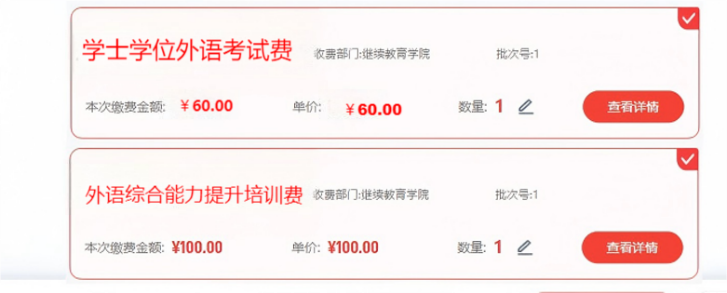 学士学位外语考试费 收费部门:继续教育学院 批次号:1
本次缴费金额: ￥60.00 单价: ￥60.00 数量: 1 查看详情
外语综合能力提升培训费 收费部门:继续教育学院 批次号:1
本次缴费金额: ¥100.00 单价: ¥100.00 数量: 1 查看详情